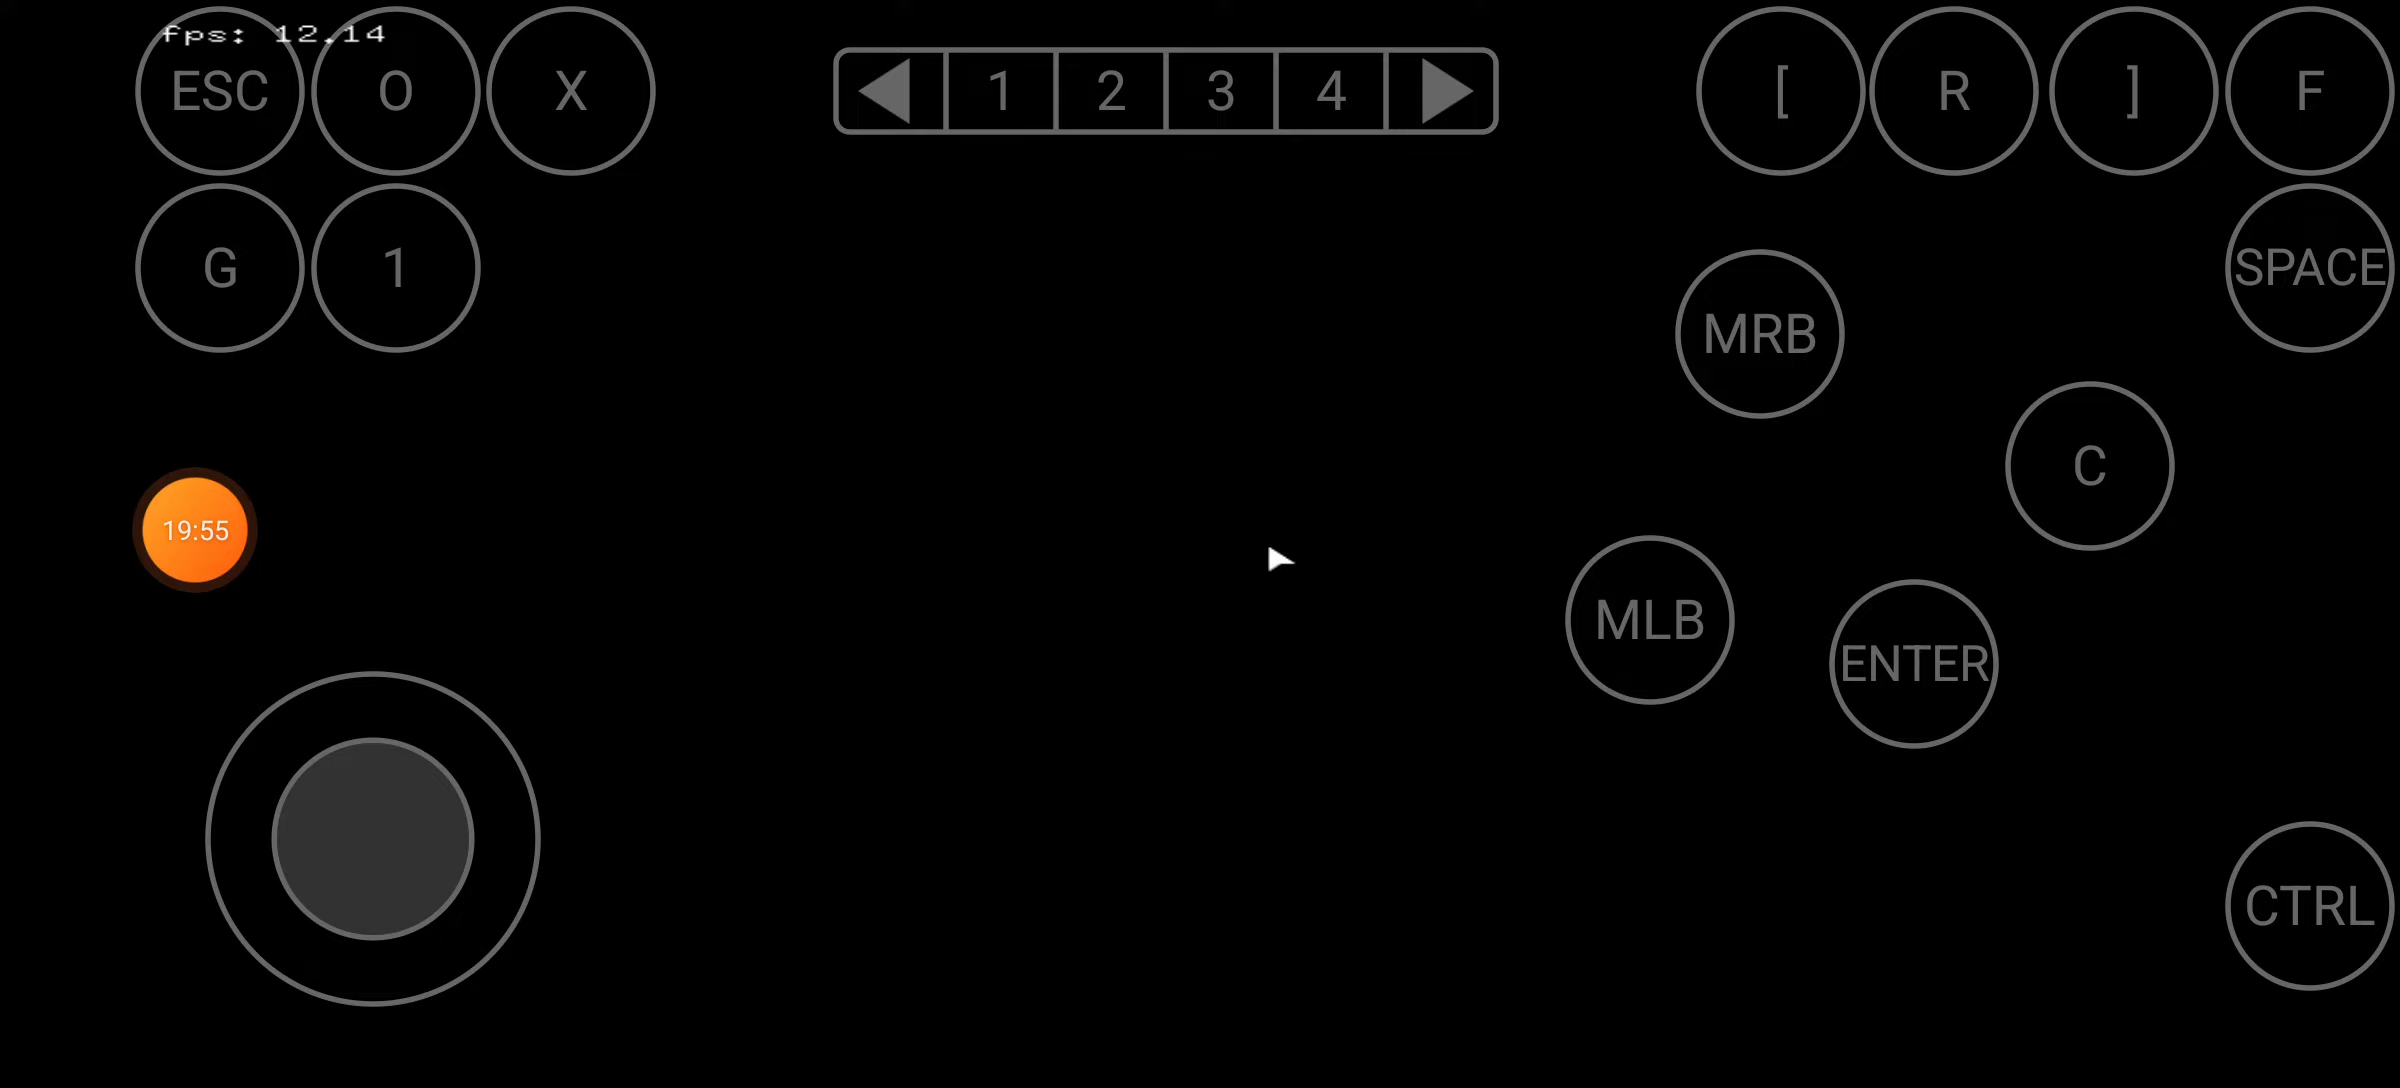 fps: 12.14
ESC O X
1 2 3 4
[ R ] F
G 1
SPACE
MRB
C
19:55
MLB
ENTER
CTRL